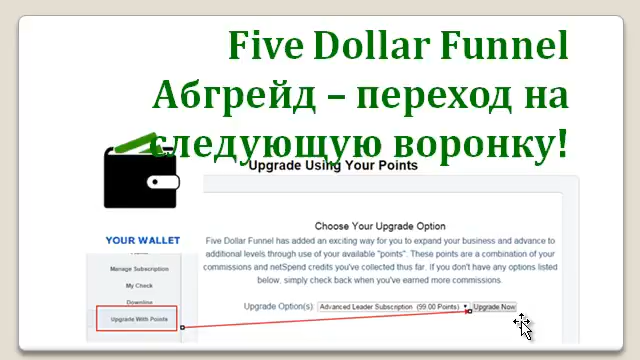 Five Dollar Funnel
Абгрейд – переход на
следующую воронку!
Upgrade Using Your Points
Choose Your Upgrade Option
YOUR WALLET
Five Dollar Funnel has added an exciting way for you to expand your business and advance to
additional levels through use of your available "points". These points are a combination of your
commissions and netSpend credits you've collected thus far. If you don't have any options listed
below, simply check back when you've earned more commissions.
Manage Subscription
My Check
Downline
Upgrade With Points
Upgrade Option(s) Advanced Leader Subscription (99.00 Points) Upgrade Now